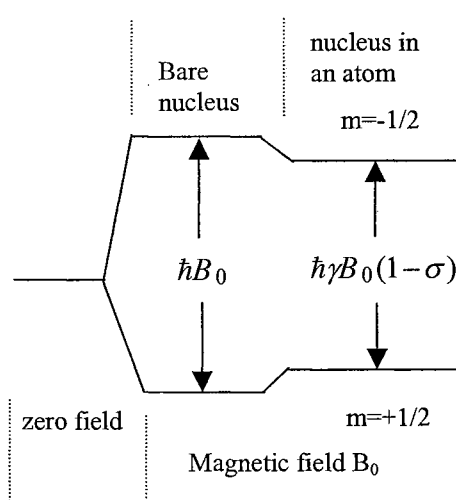 Bare
nucleus
nucleus in
an atom
m=-1/2
ħB₀
ħγB₀(1−σ)
zero field
m=+1/2
Magnetic field B₀